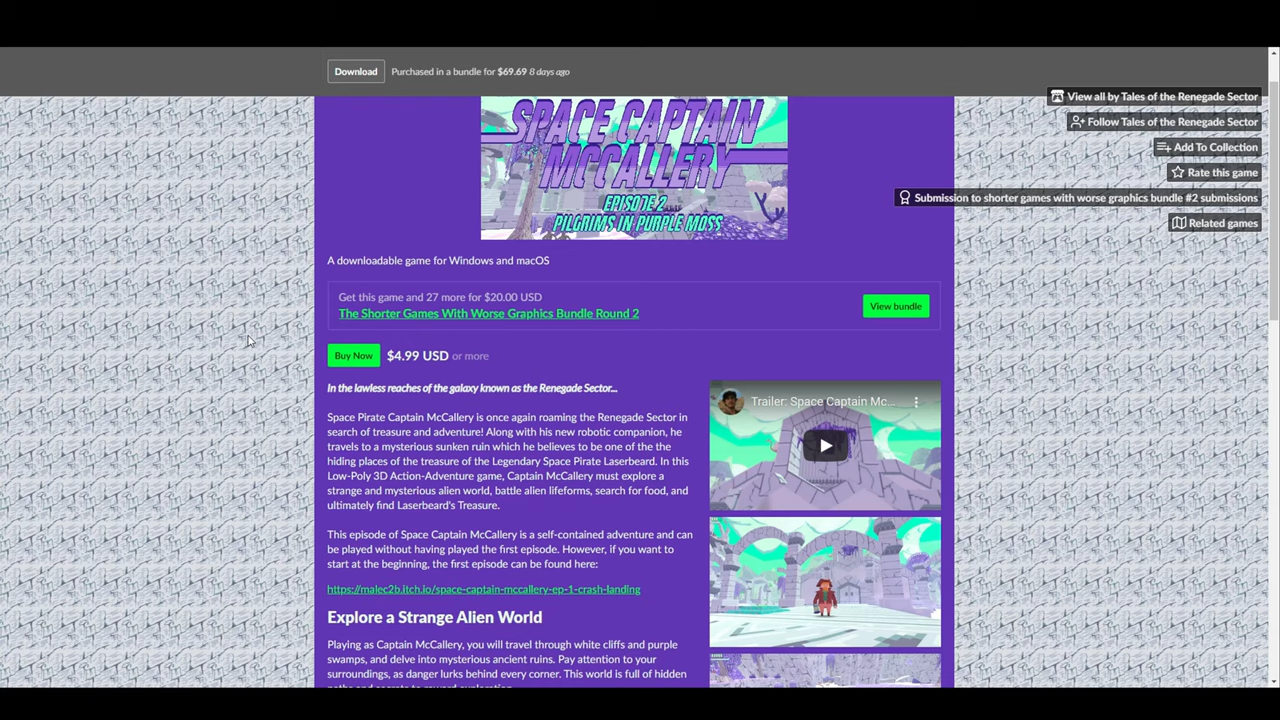 Download
Purchased in a bundle for $69.69 8 days ago
View all by Tales of the Renegade Sector
Follow Tales of the Renegade Sector
Add To Collection
Rate this game
Submission to shorter games with worse graphics bundle #2 submissions
Related games
SPACE CAPTAIN
MCCALLERY
EPISODE 2
PILGRIMS IN PURPLE MOSS
A downloadable game for Windows and macOS
Get this game and 27 more for $20.00 USD
The Shorter Games With Worse Graphics Bundle Round 2
View bundle
Buy Now
$4.99 USD or more
In the lawless reaches of the galaxy known as the Renegade Sector...
Space Pirate Captain McCallery is once again roaming the Renegade Sector in
search of treasure and adventure! Along with his new robotic companion, he
travels to a mysterious sunken ruin which he believes to be one of the the
hiding places of the treasure of the Legendary Space Pirate Laserbeard. In this
Low-Poly 3D Action-Adventure game, Captain McCallery must explore a
strange and mysterious alien world, battle alien lifeforms, search for food, and
ultimately find Laserbeard's Treasure.
This episode of Space Captain McCallery is a self-contained adventure and can
be played without having played the first episode. However, if you want to
start at the beginning, the first episode can be found here:
https://malec2b.itch.io/space-captain-mccallery-ep-1-crash-landing
Explore a Strange Alien World
Playing as Captain McCallery, you will travel through white cliffs and purple
swamps, and delve into mysterious ancient ruins. Pay attention to your
surroundings, as danger lurks behind every corner. This world is full of hidden
paths and secrets to reward exploration.
Trailer: Space Captain Mc...